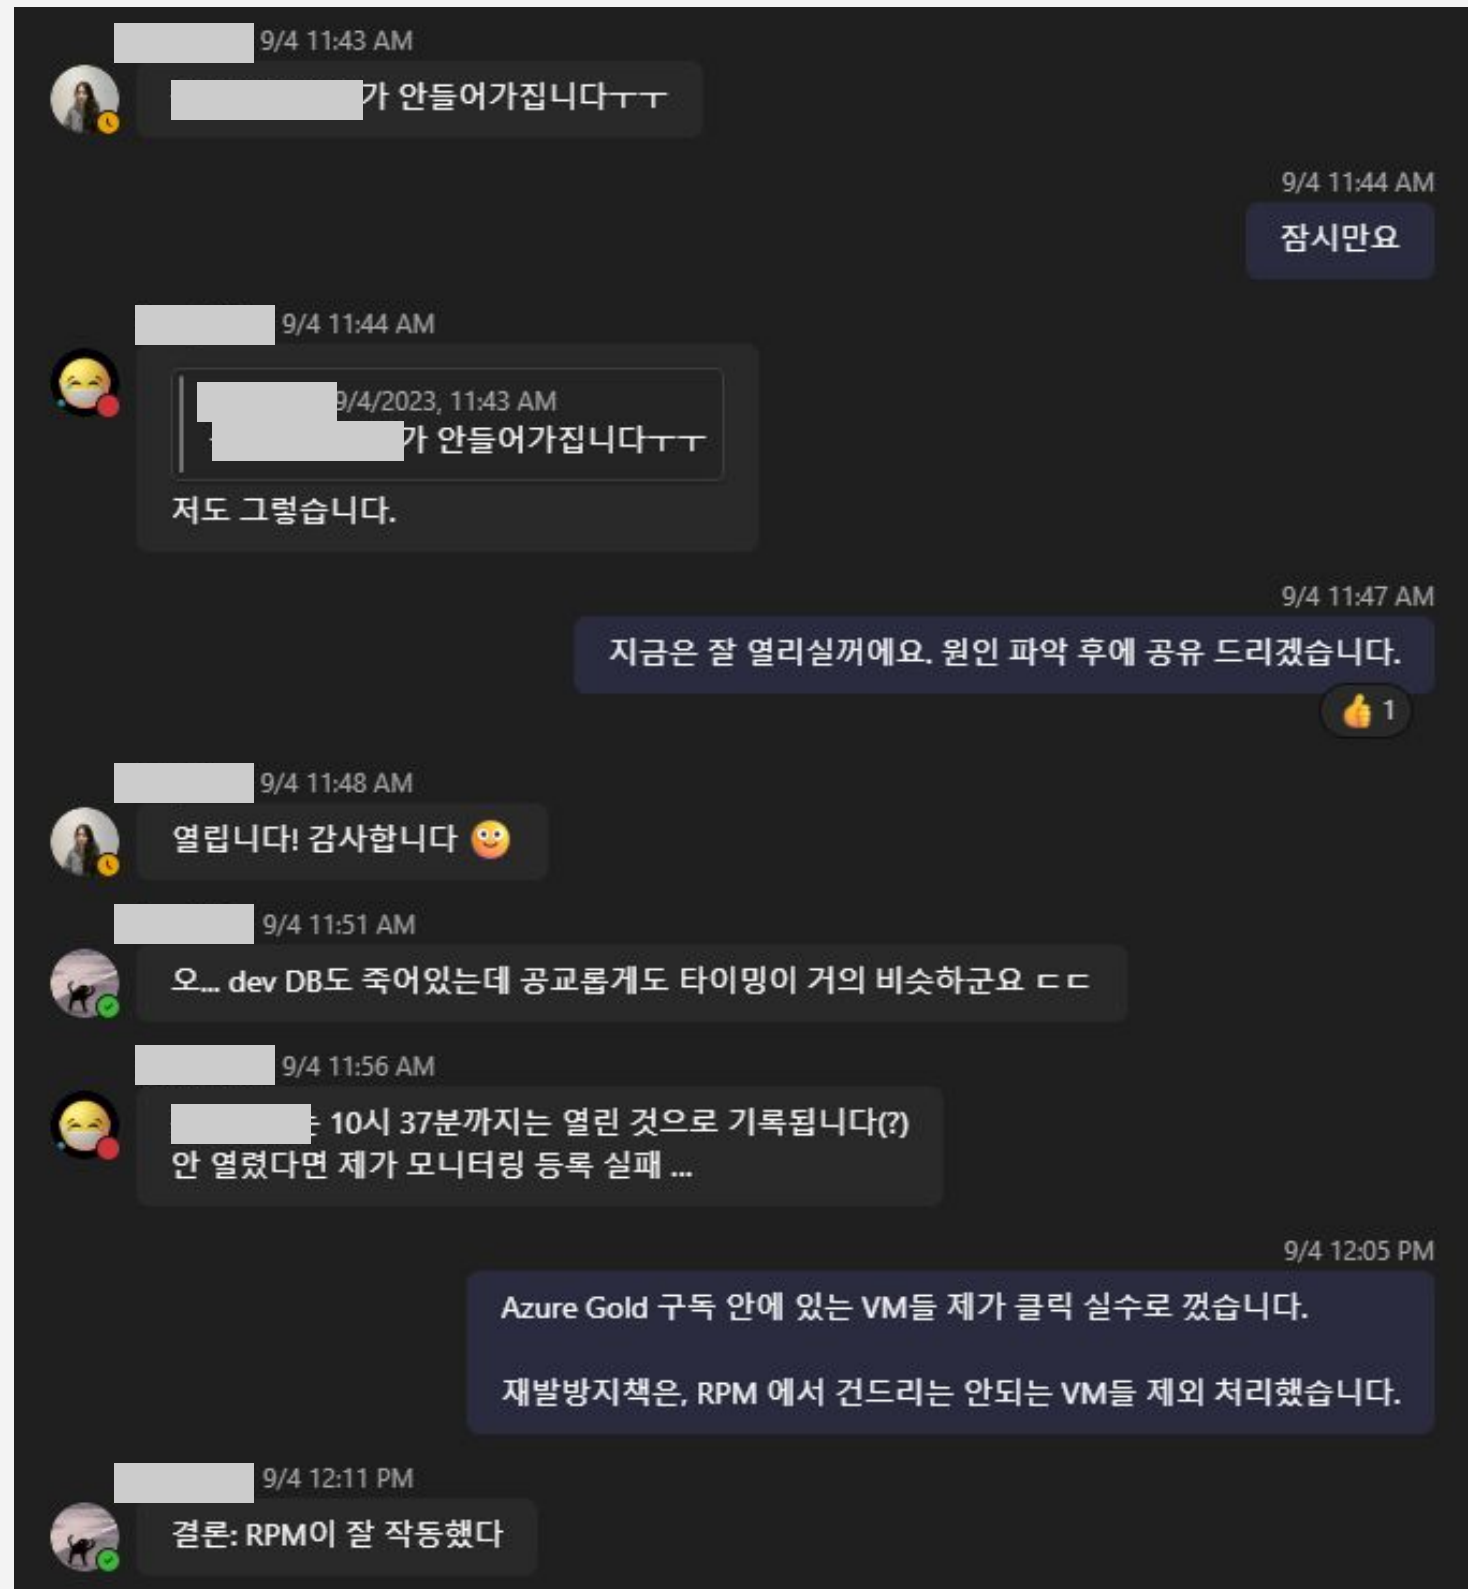 9/4 11:43 AM
가 안들어가집니다ㅜㅜ
9/4 11:44 AM
잠시만요
9/4 11:44 AM
9/4/2023, 11:43 AM
가 안들어가집니다ㅜㅜ
저도 그렇습니다.
9/4 11:47 AM
지금은 잘 열리실꺼에요. 원인 파악 후에 공유 드리겠습니다.
👍 1
9/4 11:48 AM
열립니다! 감사합니다
9/4 11:51 AM
오... dev DB도 죽어있는데 공교롭게도 타이밍이 거의 비슷하군요 ㄷㄷ
9/4 11:56 AM
는 10시 37분까지는 열린 것으로 기록됩니다(?)
안 열렸다면 제가 모니터링 등록 실패 ...
9/4 12:05 PM
Azure Gold 구독 안에 있는 VM들 제가 클릭 실수로 껐습니다.
재발방지책은, RPM 에서 건드리는 안되는 VM들 제외 처리했습니다.
9/4 12:11 PM
결론: RPM이 잘 작동했다